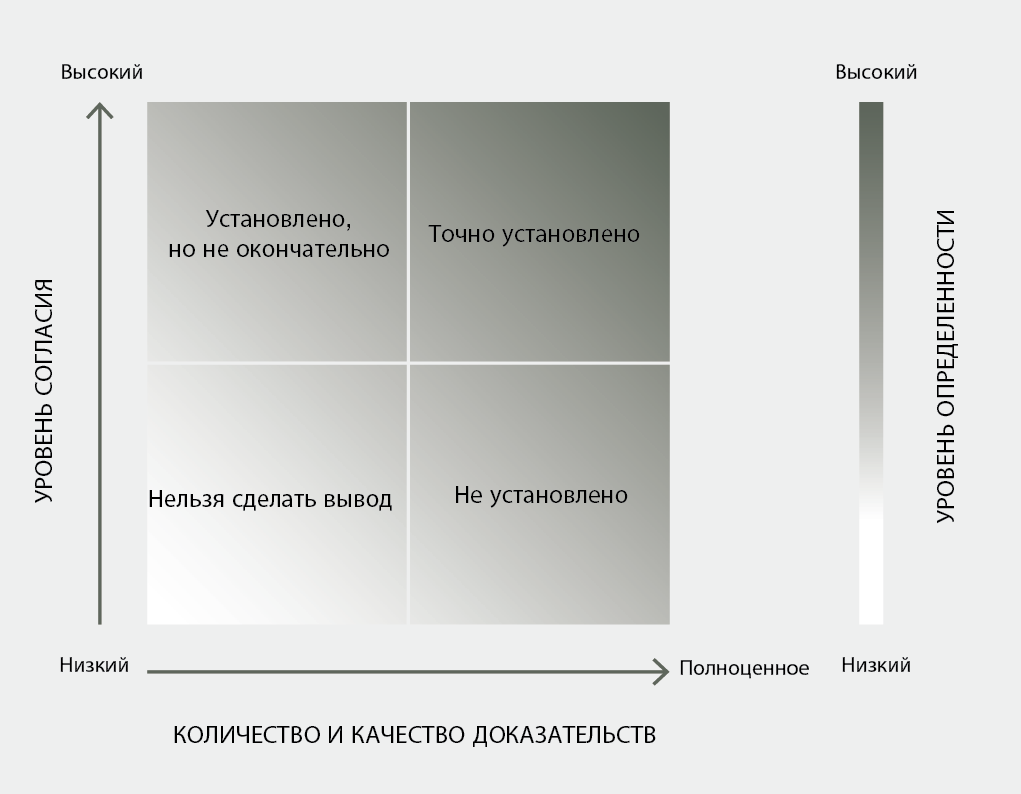 Высокий
Высокий
Установлено,
но не окончательно
Точно установлено
УРОВЕНЬ СОГЛАСИЯ
УРОВЕНЬ ОПРЕДЕЛЕННОСТИ
Нельзя сделать вывод
Не установлено
Низкий
Полноценное
Низкий
КОЛИЧЕСТВО И КАЧЕСТВО ДОКАЗАТЕЛЬСТВ